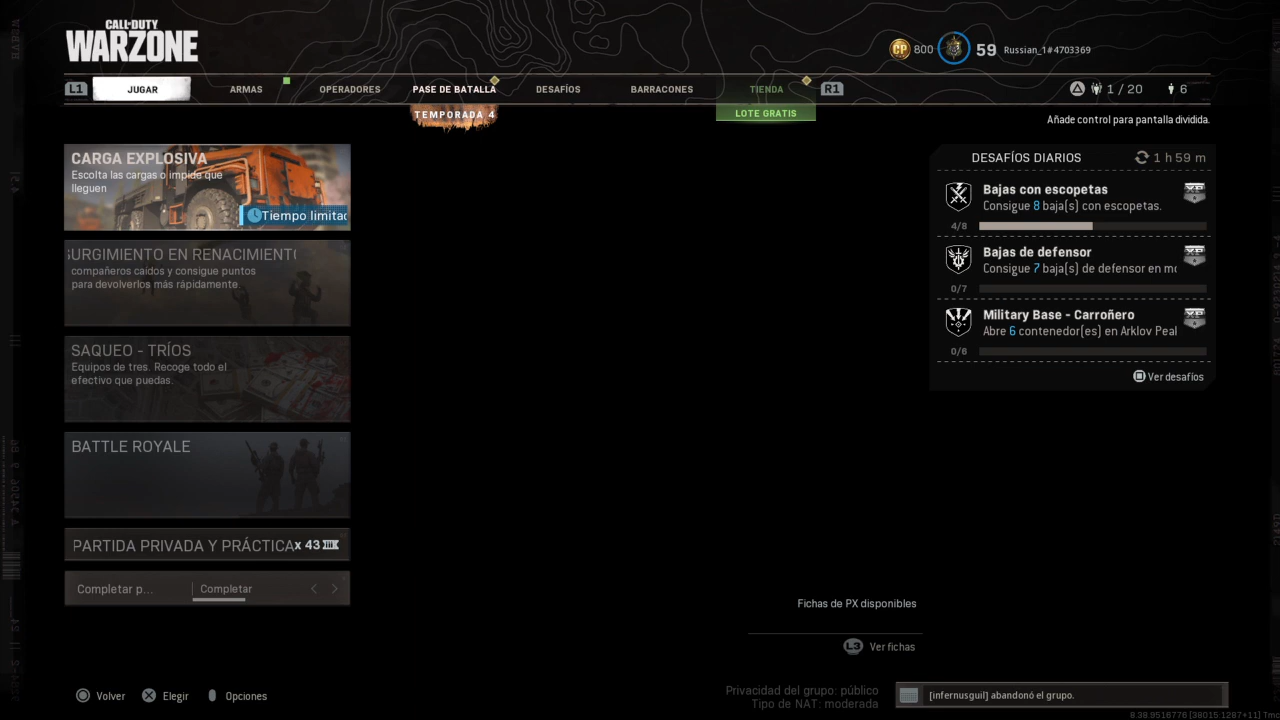 CALL OF DUTY
WARZONE
CP 800
59
Russian_1#4703369
L1
JUGAR
ARMAS
OPERADORES
PASE DE BATALLA
DESAFÍOS
BARRACONES
TIENDA
R1
1 / 20
6
TEMPORADA 4
LOTE GRATIS
Añade control para pantalla dividida.
CARGA EXPLOSIVA
Escolta las cargas o impide que
lleguen
Tiempo limitad
SURGIMIENTO EN RENACIMIENTO
compañeros caídos y consigue puntos
para devolverlos más rápidamente.
SAQUEO - TRÍOS
Equipos de tres. Recoge todo el
efectivo que puedas.
BATTLE ROYALE
PARTIDA PRIVADA Y PRÁCTICA
x 43
Completar p...
Completar
DESAFÍOS DIARIOS
1 h 59 m
Bajas con escopetas
Consigue 8 baja(s) con escopetas.
4/8
Bajas de defensor
Consigue 7 baja(s) de defensor en mo
0/7
Military Base - Carroñero
Abre 6 contenedor(es) en Arklov Peak
0/6
Ver desafíos
Fichas de PX disponibles
L3 Ver fichas
Volver
Elegir
Opciones
Privacidad del grupo: público
Tipo de NAT: moderada
[infernusguil] abandonó el grupo.